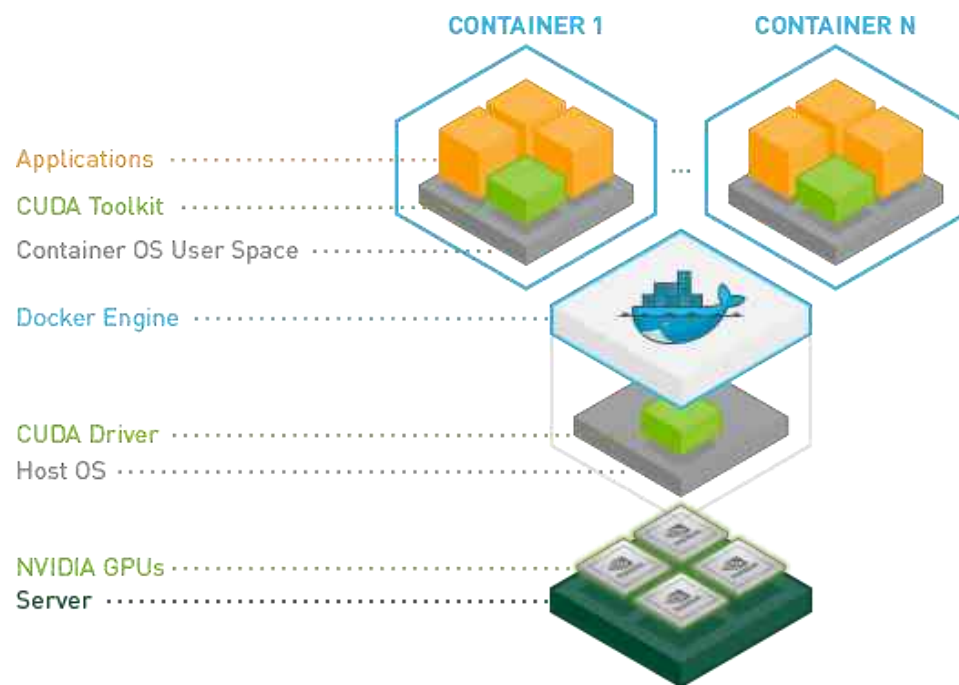 CONTAINER 1
CONTAINER N
Applications
...
CUDA Toolkit
Container OS User Space
Docker Engine
CUDA Driver
Host OS
NVIDIA GPUs
Server